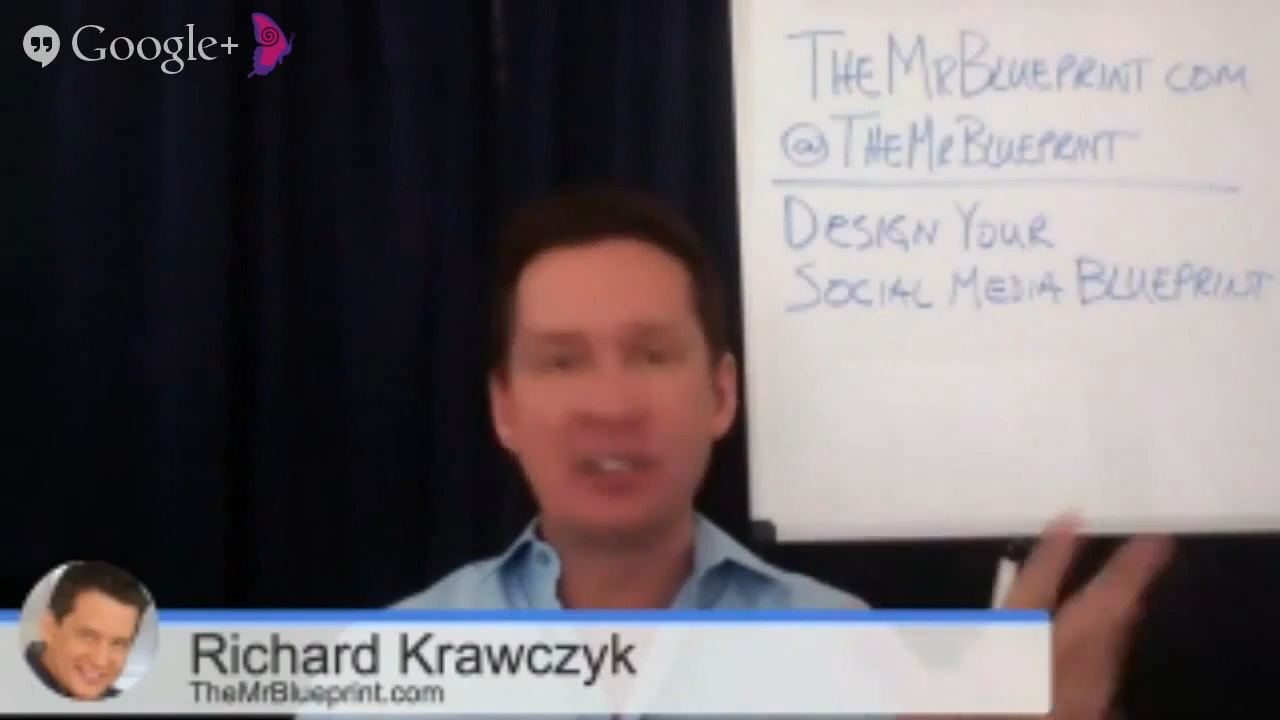 Google+
TheMrBlueprint com
@TheMrBlueprint
Design Your
Social Media Blueprint
Richard Krawczyk
TheMrBlueprint.com